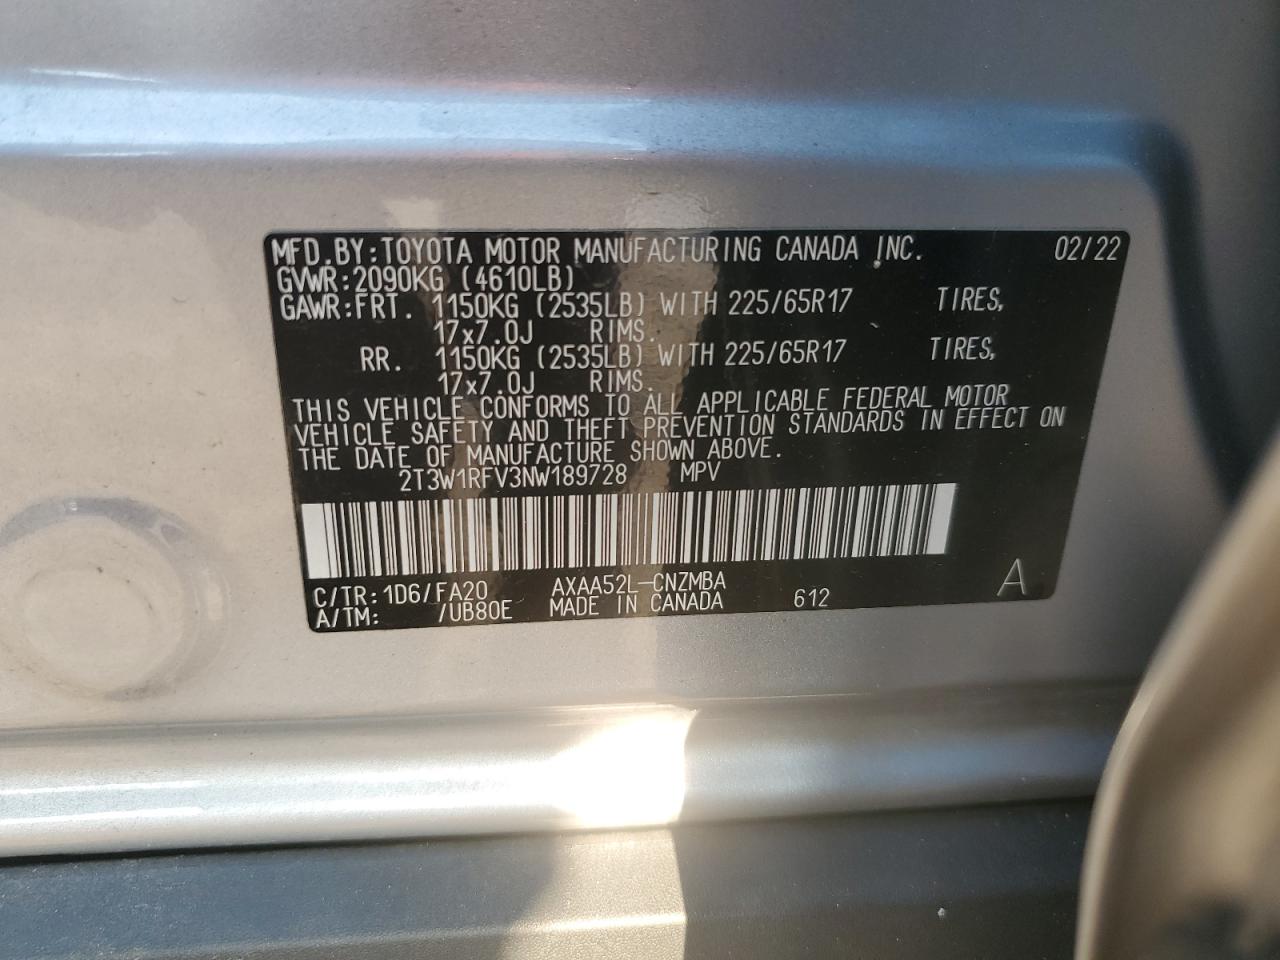 MFD.BY:TOYOTA MOTOR MANUFACTURING CANADA INC. 02/22
GVWR:2090KG (4610LB)
GAWR:FRT. 1150KG (2535LB) WITH 225/65R17 TIRES,
17x7.0J RIMS.
RR. 1150KG (2535LB) WITH 225/65R17 TIRES,
17x7.0J RIMS.
THIS VEHICLE CONFORMS TO ALL APPLICABLE FEDERAL MOTOR
VEHICLE SAFETY AND THEFT PREVENTION STANDARDS IN EFFECT ON
THE DATE OF MANUFACTURE SHOWN ABOVE.
2T3W1RFV3NW189728 MPV
C/TR:1D6/FA20 AXAA52L-CNZMBA A
A/TM: /UB80E MADE IN CANADA 612